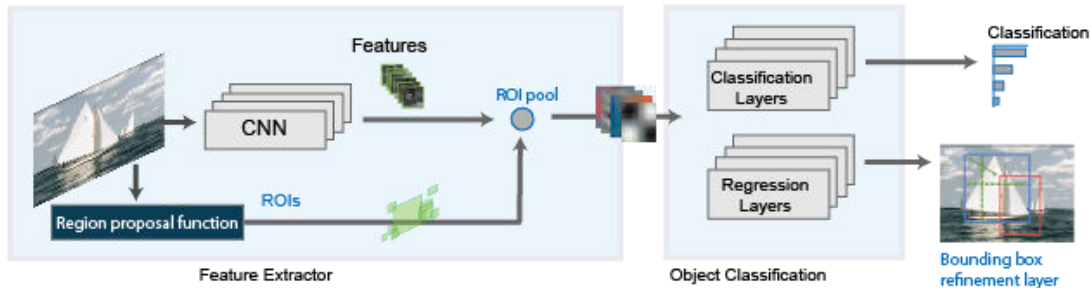 Features
Classification
ROI pool
CNN
Classification
Layers
ROIs
Region proposal function
Regression
Layers
Feature Extractor
Object Classification
Bounding box
refinement layer